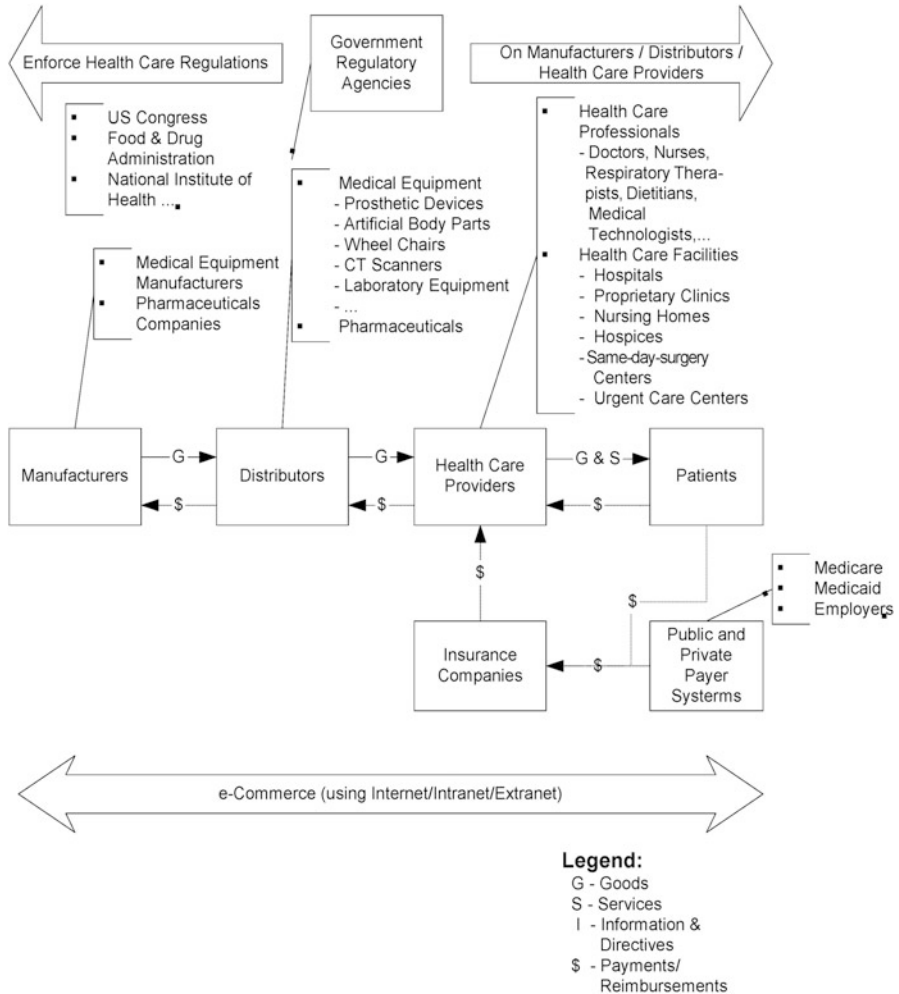 Enforce Health Care Regulations
Government
Regulatory
Agencies
On Manufacturers / Distributors /
Health Care Providers
▪ US Congress
▪ Food & Drug
Administration
▪ National Institute of
Health ...
▪ Medical Equipment
Manufacturers
▪ Pharmaceuticals
Companies
▪ Medical Equipment
- Prosthetic Devices
- Artificial Body Parts
- Wheel Chairs
- CT Scanners
- Laboratory Equipment
- ...
▪ Pharmaceuticals
▪ Health Care
Professionals
- Doctors, Nurses,
Respiratory Thera-
pists, Dietitians,
Medical
Technologists,...
▪ Health Care Facilities
- Hospitals
- Proprietary Clinics
- Nursing Homes
- Hospices
- Same-day-surgery
Centers
- Urgent Care Centers
Manufacturers
G
$
Distributors
G
$
Health Care
Providers
G & S
$
Patients
$
$
Insurance
Companies
$
Public and
Private
Payer
Systerms
▪ Medicare
▪ Medicaid
▪ Employers
e-Commerce (using Internet/Intranet/Extranet)
Legend:
G - Goods
S - Services
I - Information &
Directives
$ - Payments/
Reimbursements